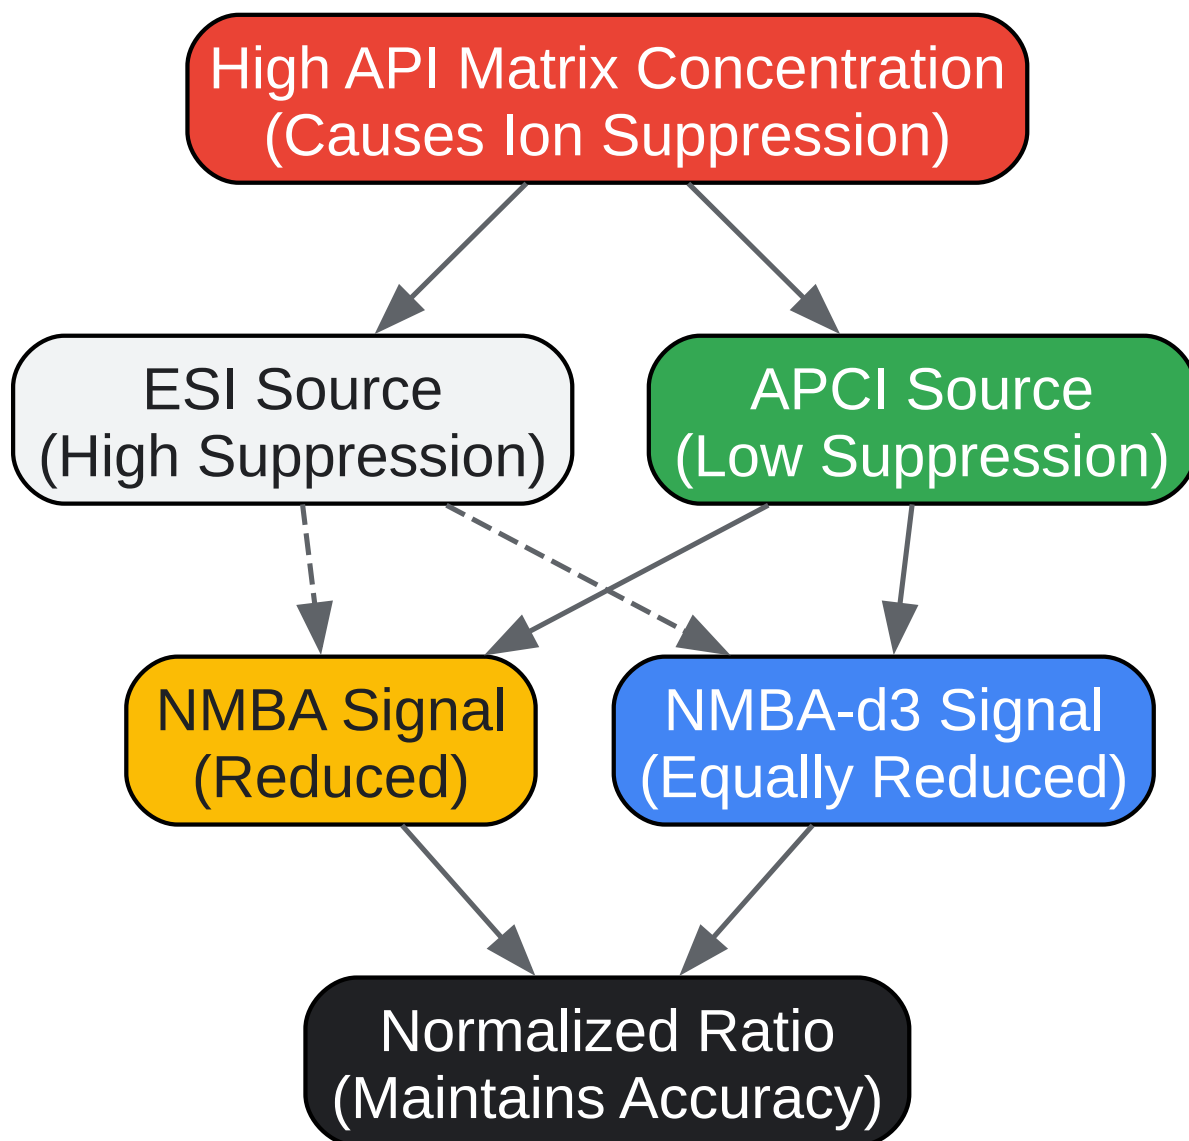 High API Matrix Concentration
(Causes Ion Suppression)
ESI Source
(High Suppression)
APCI Source
(Low Suppression)
NMBA Signal
(Reduced)
NMBA-d3 Signal
(Equally Reduced)
Normalized Ratio
(Maintains Accuracy)